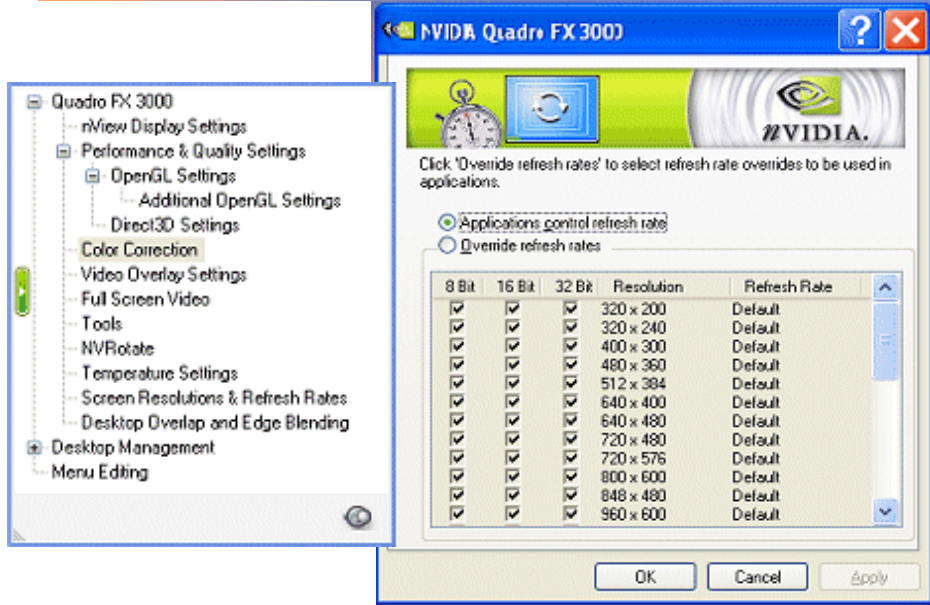 NVIDIA Quadro FX 3000
Quadro FX 3000
nView Display Settings
Performance & Quality Settings
OpenGL Settings
Additional OpenGL Settings
Direct3D Settings
Color Correction
Video Overlay Settings
Full Screen Video
Tools
NVRotate
Temperature Settings
Screen Resolutions & Refresh Rates
Desktop Overlap and Edge Blending
Desktop Management
Menu Editing
nVIDIA.
Click 'Override refresh rates' to select refresh rate overrides to be used in
applications.
Applications control refresh rate
Override refresh rates
8 Bit 16 Bit 32 Bit Resolution Refresh Rate
320 x 200 Default
320 x 240 Default
400 x 300 Default
480 x 360 Default
512 x 384 Default
640 x 400 Default
640 x 480 Default
720 x 480 Default
720 x 576 Default
800 x 600 Default
848 x 480 Default
960 x 600 Default
OK Cancel Apply